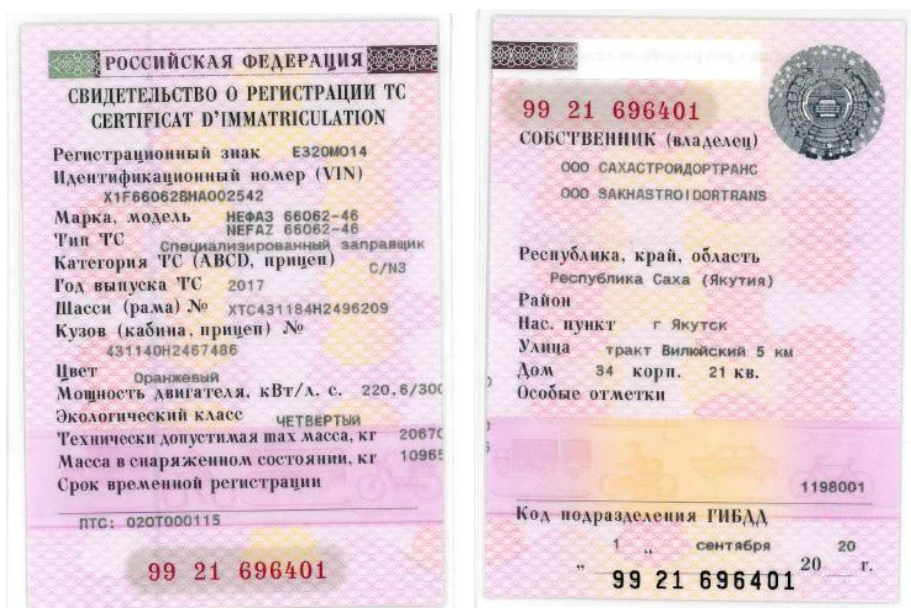 РОССИЙСКАЯ ФЕДЕРАЦИЯ
СВИДЕТЕЛЬСТВО О РЕГИСТРАЦИИ ТС
CERTIFICAT D'IMMATRICULATION
Регистрационный знак Е320МО14
Идентификационный номер (VIN)
X1F66062BHA002542
Марка, модель НЕФАЗ 66062-46
NEFAZ 66062-46
Тип ТС Специализированный заправщик
Категория ТС (ABCD, прицеп) C/N3
Год выпуска ТС 2017
Шасси (рама) № XTC431184H2496209
Кузов (кабина, прицеп) №
431140H2467486
Цвет Оранжевый
Мощность двигателя, кВт/л. с. 220,6/300
Экологический класс ЧЕТВЕРТЫЙ
Технически допустимая max масса, кг 20670
Масса в снаряженном состоянии, кг 10965
Срок временной регистрации
ПТС: 020Т000115
99 21 696401
99 21 696401
СОБСТВЕННИК (владелец)
ООО САХАСТРОЙДОРТРАНС
OOO SAKHASTROIDORTRANS
Республика, край, область
Республика Саха (Якутия)
Район
Нас. пункт г Якутск
Улица тракт Вилюйский 5 км
Дом 34 корп. 21 кв.
Особые отметки
1198001
Код подразделения ГИБДД
" 1 " сентября 20 20 г.
99 21 696401